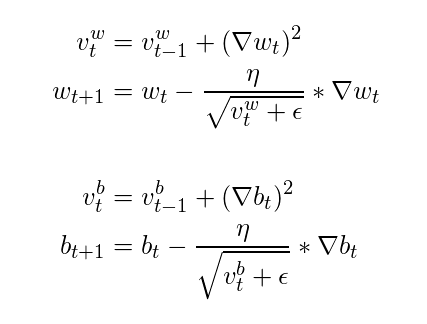 $v_t^w = v_{t-1}^w + (\nabla w_t)^2$
$w_{t+1} = w_t - \frac{\eta}{\sqrt{v_t^w + \epsilon}} * \nabla w_t$
$v_t^b = v_{t-1}^b + (\nabla b_t)^2$
$b_{t+1} = b_t - \frac{\eta}{\sqrt{v_t^b + \epsilon}} * \nabla b_t$